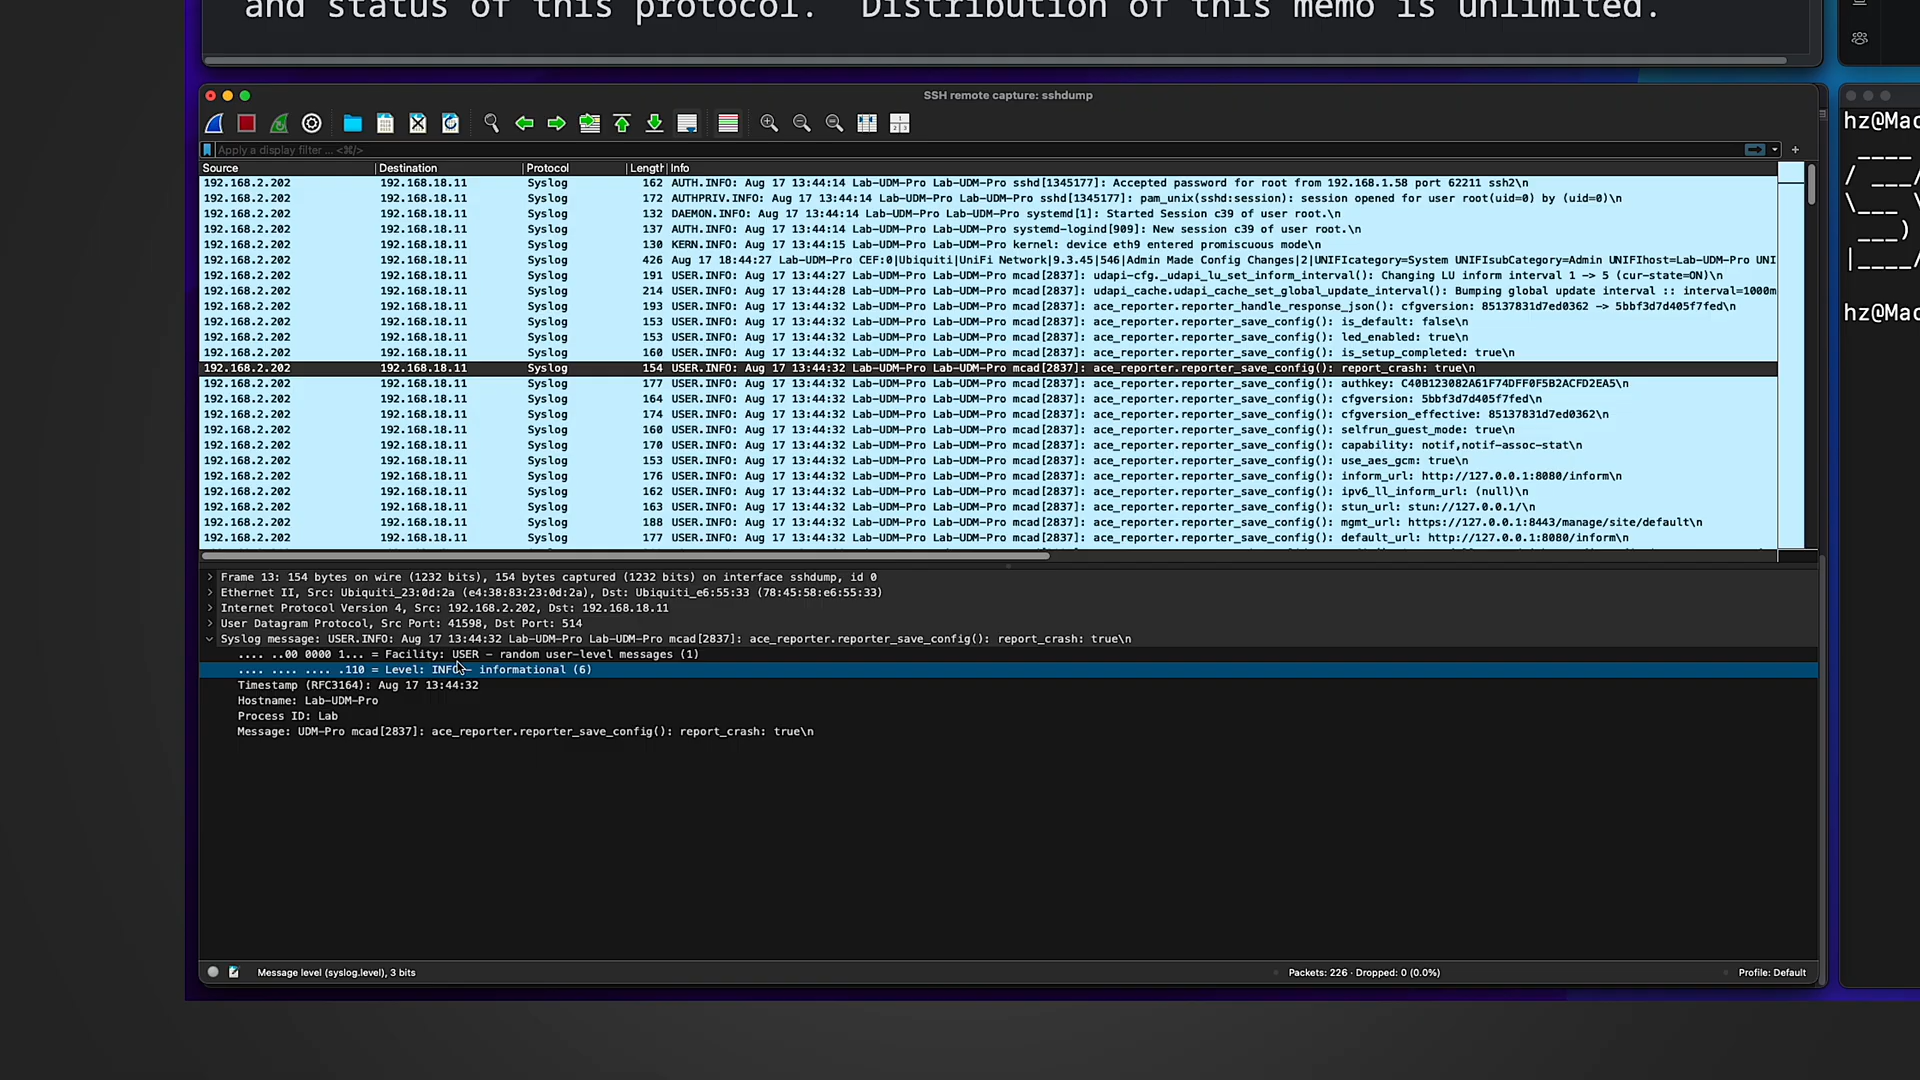 and status of this protocol.  Distribution of this memo is unlimited.
SSH remote capture: sshdump
Apply a display filter ... <⌘/>
Source Destination Protocol Length Info
192.168.2.202 192.168.18.11 Syslog 162 AUTH.INFO: Aug 17 13:44:14 Lab-UDM-Pro Lab-UDM-Pro sshd[1345177]: Accepted password for root from 192.168.1.58 port 62211 ssh2\n
192.168.2.202 192.168.18.11 Syslog 172 AUTHPRIV.INFO: Aug 17 13:44:14 Lab-UDM-Pro Lab-UDM-Pro sshd[1345177]: pam_unix(sshd:session): session opened for user root(uid=0) by (uid=0)\n
192.168.2.202 192.168.18.11 Syslog 132 DAEMON.INFO: Aug 17 13:44:14 Lab-UDM-Pro Lab-UDM-Pro systemd[1]: Started Session c39 of user root.\n
192.168.2.202 192.168.18.11 Syslog 137 AUTH.INFO: Aug 17 13:44:14 Lab-UDM-Pro Lab-UDM-Pro systemd-logind[909]: New session c39 of user root.\n
192.168.2.202 192.168.18.11 Syslog 130 KERN.INFO: Aug 17 13:44:15 Lab-UDM-Pro Lab-UDM-Pro kernel: device eth9 entered promiscuous mode\n
192.168.2.202 192.168.18.11 Syslog 426 Aug 17 18:44:27 Lab-UDM-Pro CEF:0|Ubiquiti|UniFi Network|9.3.45|546|Admin Made Config Changes|2|UNIFIcategory=System UNIFIsubCategory=Admin UNIFIhost=Lab-UDM-Pro UNI
192.168.2.202 192.168.18.11 Syslog 191 USER.INFO: Aug 17 13:44:27 Lab-UDM-Pro Lab-UDM-Pro mcad[2837]: udapi-cfg._udapi_lu_set_inform_interval(): Changing LU inform interval 1 -> 5 (cur-state=ON)\n
192.168.2.202 192.168.18.11 Syslog 214 USER.INFO: Aug 17 13:44:28 Lab-UDM-Pro Lab-UDM-Pro mcad[2837]: udapi_cache.udapi_cache_set_global_update_interval(): Bumping global update interval :: interval=1000m
192.168.2.202 192.168.18.11 Syslog 193 USER.INFO: Aug 17 13:44:32 Lab-UDM-Pro Lab-UDM-Pro mcad[2837]: ace_reporter.reporter_handle_response_json(): cfgversion: 85137831d7ed0362 -> 5bbf3d7d405f7fed\n
192.168.2.202 192.168.18.11 Syslog 153 USER.INFO: Aug 17 13:44:32 Lab-UDM-Pro Lab-UDM-Pro mcad[2837]: ace_reporter.reporter_save_config(): is_default: false\n
192.168.2.202 192.168.18.11 Syslog 153 USER.INFO: Aug 17 13:44:32 Lab-UDM-Pro Lab-UDM-Pro mcad[2837]: ace_reporter.reporter_save_config(): led_enabled: true\n
192.168.2.202 192.168.18.11 Syslog 160 USER.INFO: Aug 17 13:44:32 Lab-UDM-Pro Lab-UDM-Pro mcad[2837]: ace_reporter.reporter_save_config(): is_setup_completed: true\n
192.168.2.202 192.168.18.11 Syslog 154 USER.INFO: Aug 17 13:44:32 Lab-UDM-Pro Lab-UDM-Pro mcad[2837]: ace_reporter.reporter_save_config(): report_crash: true\n
192.168.2.202 192.168.18.11 Syslog 177 USER.INFO: Aug 17 13:44:32 Lab-UDM-Pro Lab-UDM-Pro mcad[2837]: ace_reporter.reporter_save_config(): authkey: C40B123082A61F74DFF0F5B2ACFD2EA5\n
192.168.2.202 192.168.18.11 Syslog 164 USER.INFO: Aug 17 13:44:32 Lab-UDM-Pro Lab-UDM-Pro mcad[2837]: ace_reporter.reporter_save_config(): cfgversion: 5bbf3d7d405f7fed\n
192.168.2.202 192.168.18.11 Syslog 174 USER.INFO: Aug 17 13:44:32 Lab-UDM-Pro Lab-UDM-Pro mcad[2837]: ace_reporter.reporter_save_config(): cfgversion_effective: 85137831d7ed0362\n
192.168.2.202 192.168.18.11 Syslog 160 USER.INFO: Aug 17 13:44:32 Lab-UDM-Pro Lab-UDM-Pro mcad[2837]: ace_reporter.reporter_save_config(): selfrun_guest_mode: true\n
192.168.2.202 192.168.18.11 Syslog 170 USER.INFO: Aug 17 13:44:32 Lab-UDM-Pro Lab-UDM-Pro mcad[2837]: ace_reporter.reporter_save_config(): capability: notif,notif-assoc-stat\n
192.168.2.202 192.168.18.11 Syslog 153 USER.INFO: Aug 17 13:44:32 Lab-UDM-Pro Lab-UDM-Pro mcad[2837]: ace_reporter.reporter_save_config(): use_aes_gcm: true\n
192.168.2.202 192.168.18.11 Syslog 176 USER.INFO: Aug 17 13:44:32 Lab-UDM-Pro Lab-UDM-Pro mcad[2837]: ace_reporter.reporter_save_config(): inform_url: http://127.0.0.1:8080/inform\n
192.168.2.202 192.168.18.11 Syslog 162 USER.INFO: Aug 17 13:44:32 Lab-UDM-Pro Lab-UDM-Pro mcad[2837]: ace_reporter.reporter_save_config(): ipv6_ll_inform_url: (null)\n
192.168.2.202 192.168.18.11 Syslog 163 USER.INFO: Aug 17 13:44:32 Lab-UDM-Pro Lab-UDM-Pro mcad[2837]: ace_reporter.reporter_save_config(): stun_url: stun://127.0.0.1/\n
192.168.2.202 192.168.18.11 Syslog 188 USER.INFO: Aug 17 13:44:32 Lab-UDM-Pro Lab-UDM-Pro mcad[2837]: ace_reporter.reporter_save_config(): mgmt_url: https://127.0.0.1:8443/manage/site/default\n
192.168.2.202 192.168.18.11 Syslog 177 USER.INFO: Aug 17 13:44:32 Lab-UDM-Pro Lab-UDM-Pro mcad[2837]: ace_reporter.reporter_save_config(): default_url: http://127.0.0.1:8080/inform\n
Frame 13: 154 bytes on wire (1232 bits), 154 bytes captured (1232 bits) on interface sshdump, id 0
Ethernet II, Src: Ubiquiti_23:0d:2a (e4:38:83:23:0d:2a), Dst: Ubiquiti_e6:55:33 (78:45:58:e6:55:33)
Internet Protocol Version 4, Src: 192.168.2.202, Dst: 192.168.18.11
User Datagram Protocol, Src Port: 41598, Dst Port: 514
Syslog message: USER.INFO: Aug 17 13:44:32 Lab-UDM-Pro Lab-UDM-Pro mcad[2837]: ace_reporter.reporter_save_config(): report_crash: true\n
.... ..00 0000 1... = Facility: USER - random user-level messages (1)
.... .... .... .110 = Level: INFO - informational (6)
Timestamp (RFC3164): Aug 17 13:44:32
Hostname: Lab-UDM-Pro
Process ID: Lab
Message: UDM-Pro mcad[2837]: ace_reporter.reporter_save_config(): report_crash: true\n
Message level (syslog.level), 3 bits
Packets: 226 · Dropped: 0 (0.0%)
Profile: Default
hz@Mac
hz@Mac